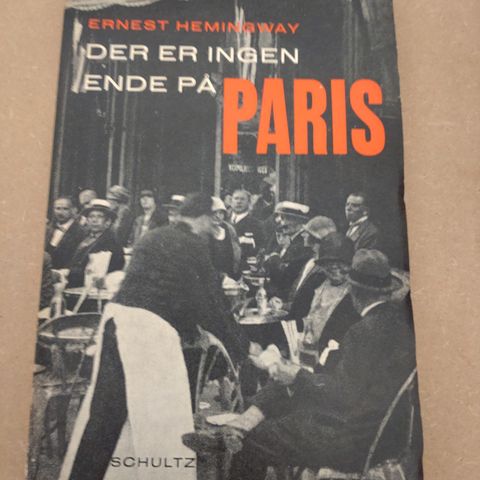 ERNEST HEMINGWAY
DER ER INGEN
ENDE PÅ
PARIS
SCHULTZ